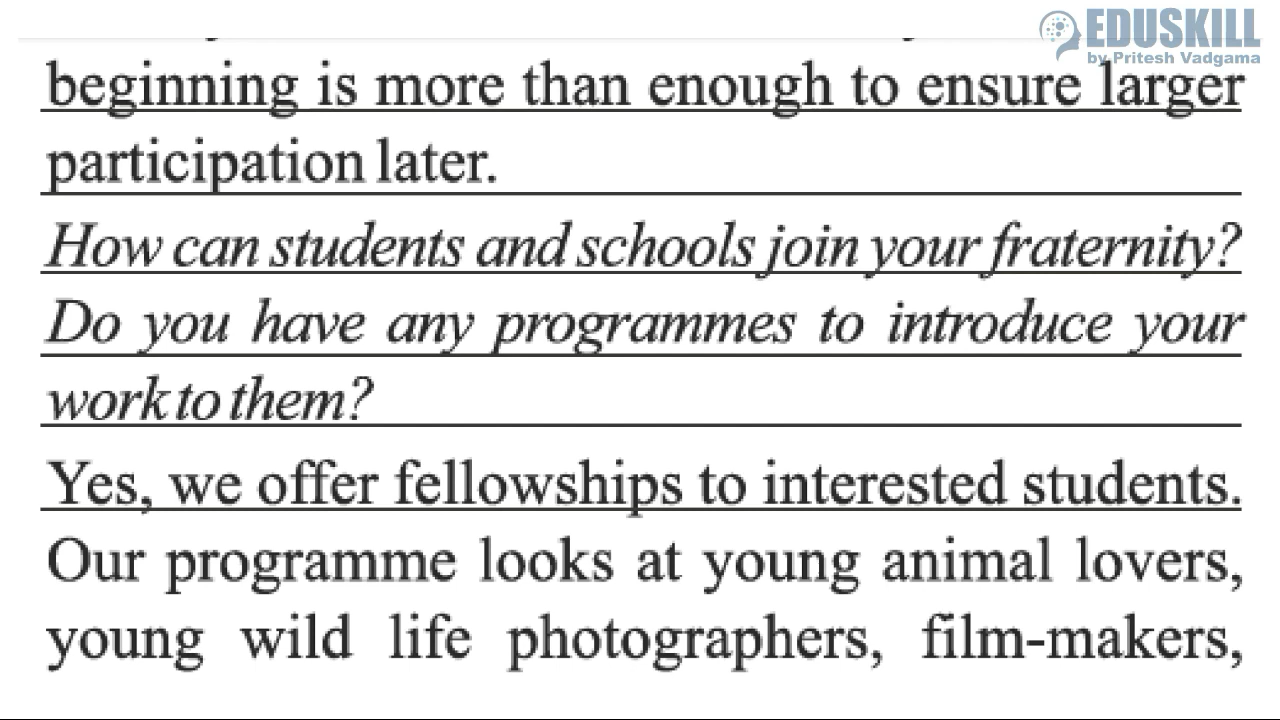 EDUSKILL
by Pritesh Vadgama
beginning is more than enough to ensure larger
participation later.
How can students and schools join your fraternity?
Do you have any programmes to introduce your
work to them?
Yes, we offer fellowships to interested students.
Our programme looks at young animal lovers,
young wild life photographers, film-makers,